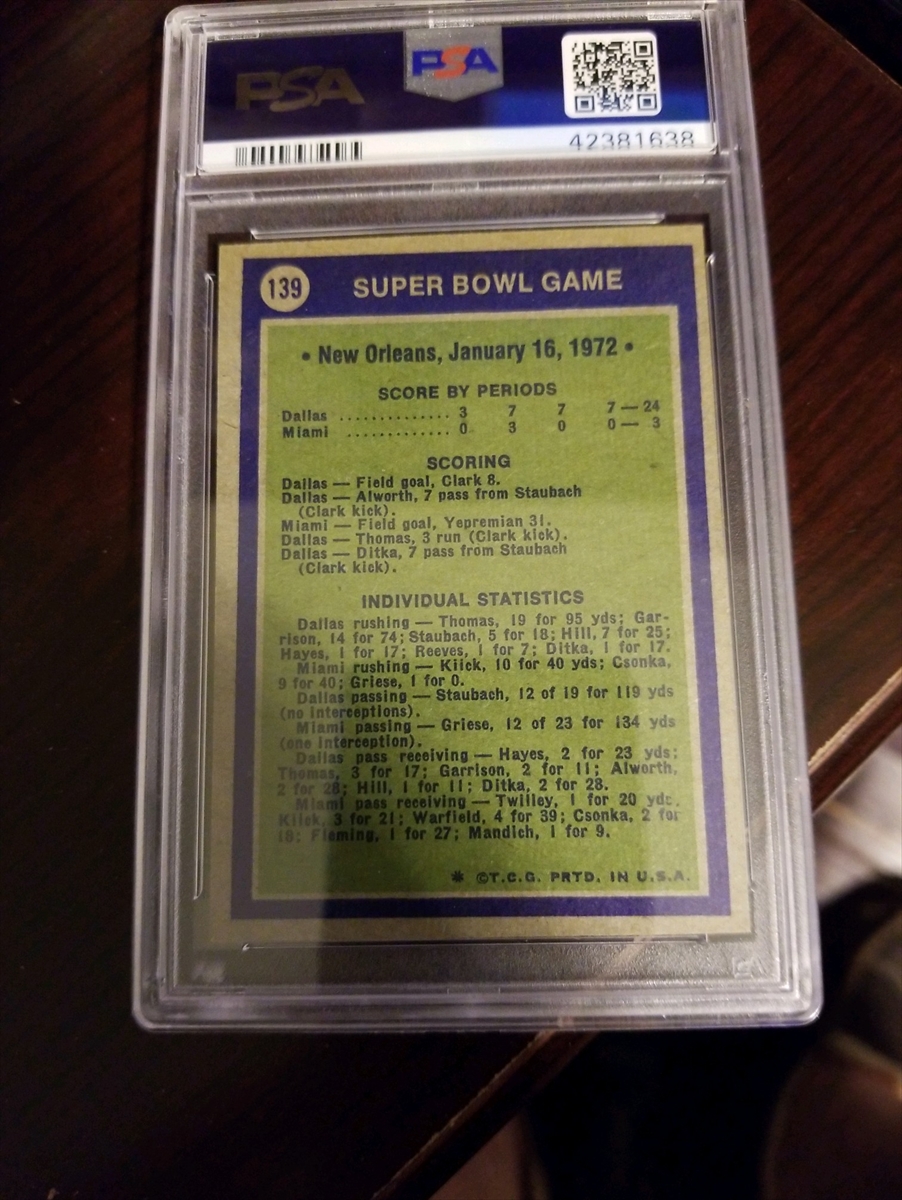 PSA PSA
42381638
139 SUPER BOWL GAME
• New Orleans, January 16, 1972 •
SCORE BY PERIODS
Dallas .............. 3 7 7 7 — 24
Miami ............. 0 3 0 0 — 3
SCORING
Dallas — Field goal, Clark 8.
Dallas — Alworth, 7 pass from Staubach
(Clark kick).
Miami — Field goal, Yepremian 31.
Dallas — Thomas, 3 run (Clark kick).
Dallas — Ditka, 7 pass from Staubach
(Clark kick).
INDIVIDUAL STATISTICS
Dallas rushing — Thomas, 19 for 95 yds; Gar-
rison, 14 for 74; Staubach, 5 for 18; Hill, 7 for 25;
Hayes, 1 for 17; Reeves, 1 for 7; Ditka, 1 for 17.
Miami rushing — Kiick, 10 for 40 yds; Csonka,
9 for 40; Griese, 1 for 0.
Dallas passing — Staubach, 12 of 19 for 119 yds
(no interceptions).
Miami passing — Griese, 12 of 23 for 134 yds
(one interception).
Dallas pass receiving — Hayes, 2 for 23 yds;
Thomas, 3 for 17; Garrison, 2 for 11; Alworth,
2 for 28; Hill, 1 for 11; Ditka, 2 for 28.
Miami pass receiving — Twilley, 1 for 20 yds.
Kiick, 3 for 21; Warfield, 4 for 39; Csonka, 2 for
18; Fleming, 1 for 27; Mandich, 1 for 9.
* ©T.C.G. PRTD. IN U.S.A.